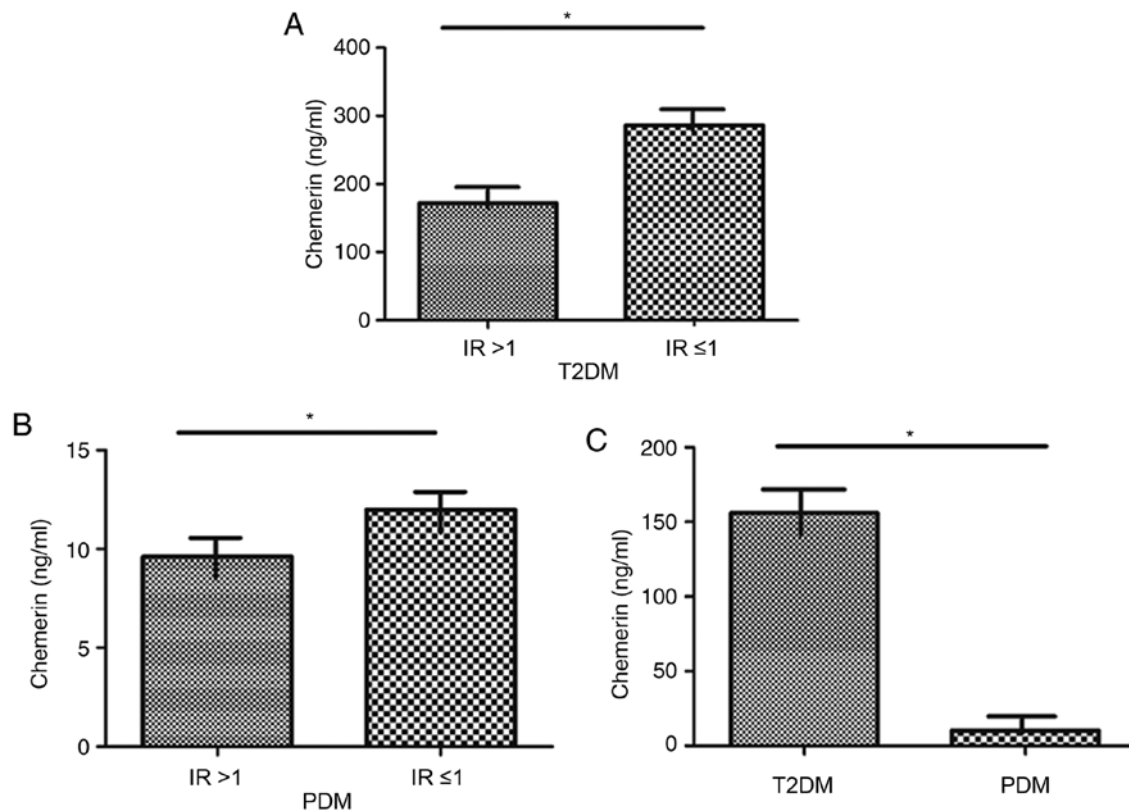 A
*
Chemerin (ng/ml)
400
300
200
100
0
IR >1
IR ≤1
T2DM
B
*
Chemerin (ng/ml)
15
10
5
0
IR >1
IR ≤1
PDM
C
*
Chemerin (ng/ml)
200
150
100
50
0
T2DM
PDM